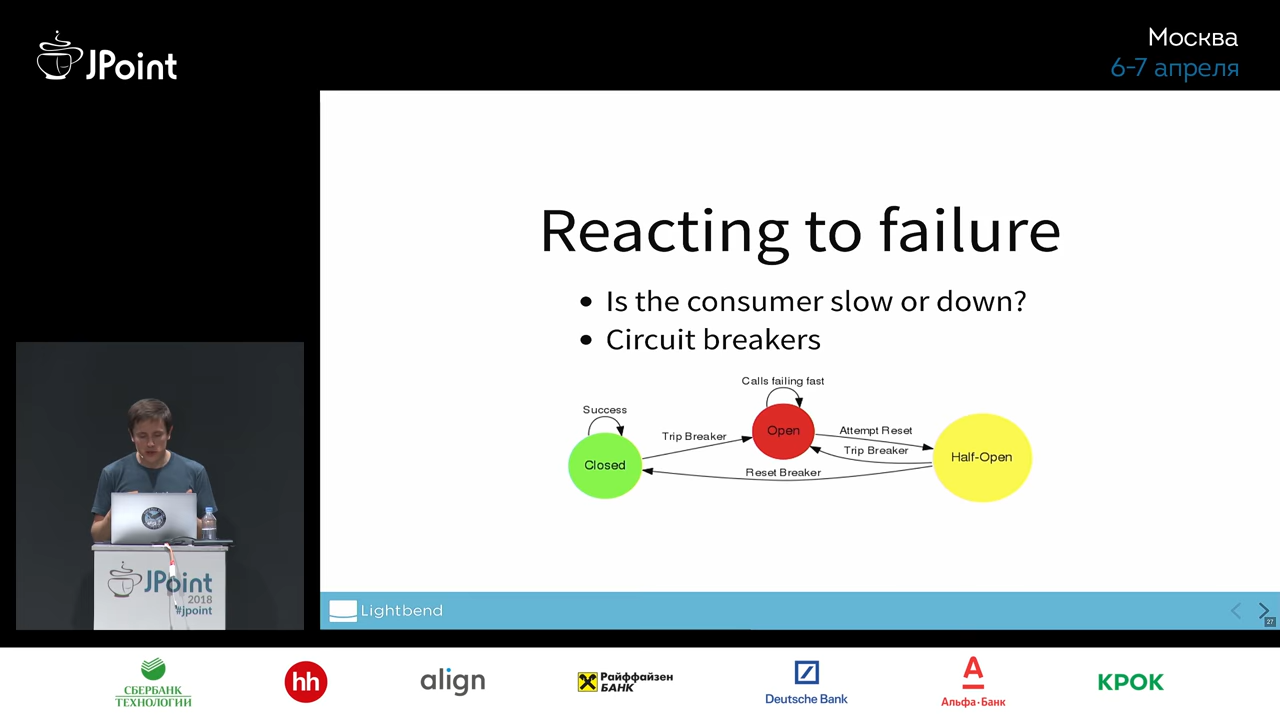 JPoint
Москва
6-7 апреля
Reacting to failure
• Is the consumer slow or down?
• Circuit breakers
Calls failing fast
Success
Trip Breaker
Open
Attempt Reset
Trip Breaker
Half-Open
Closed
Reset Breaker
JPoint
2018
#jpoint
Lightbend
27
СБЕРБАНК
ТЕХНОЛОГИИ
hh
align
Райффайзен
БАНК
Deutsche Bank
А
Альфа·Банк
КРОК